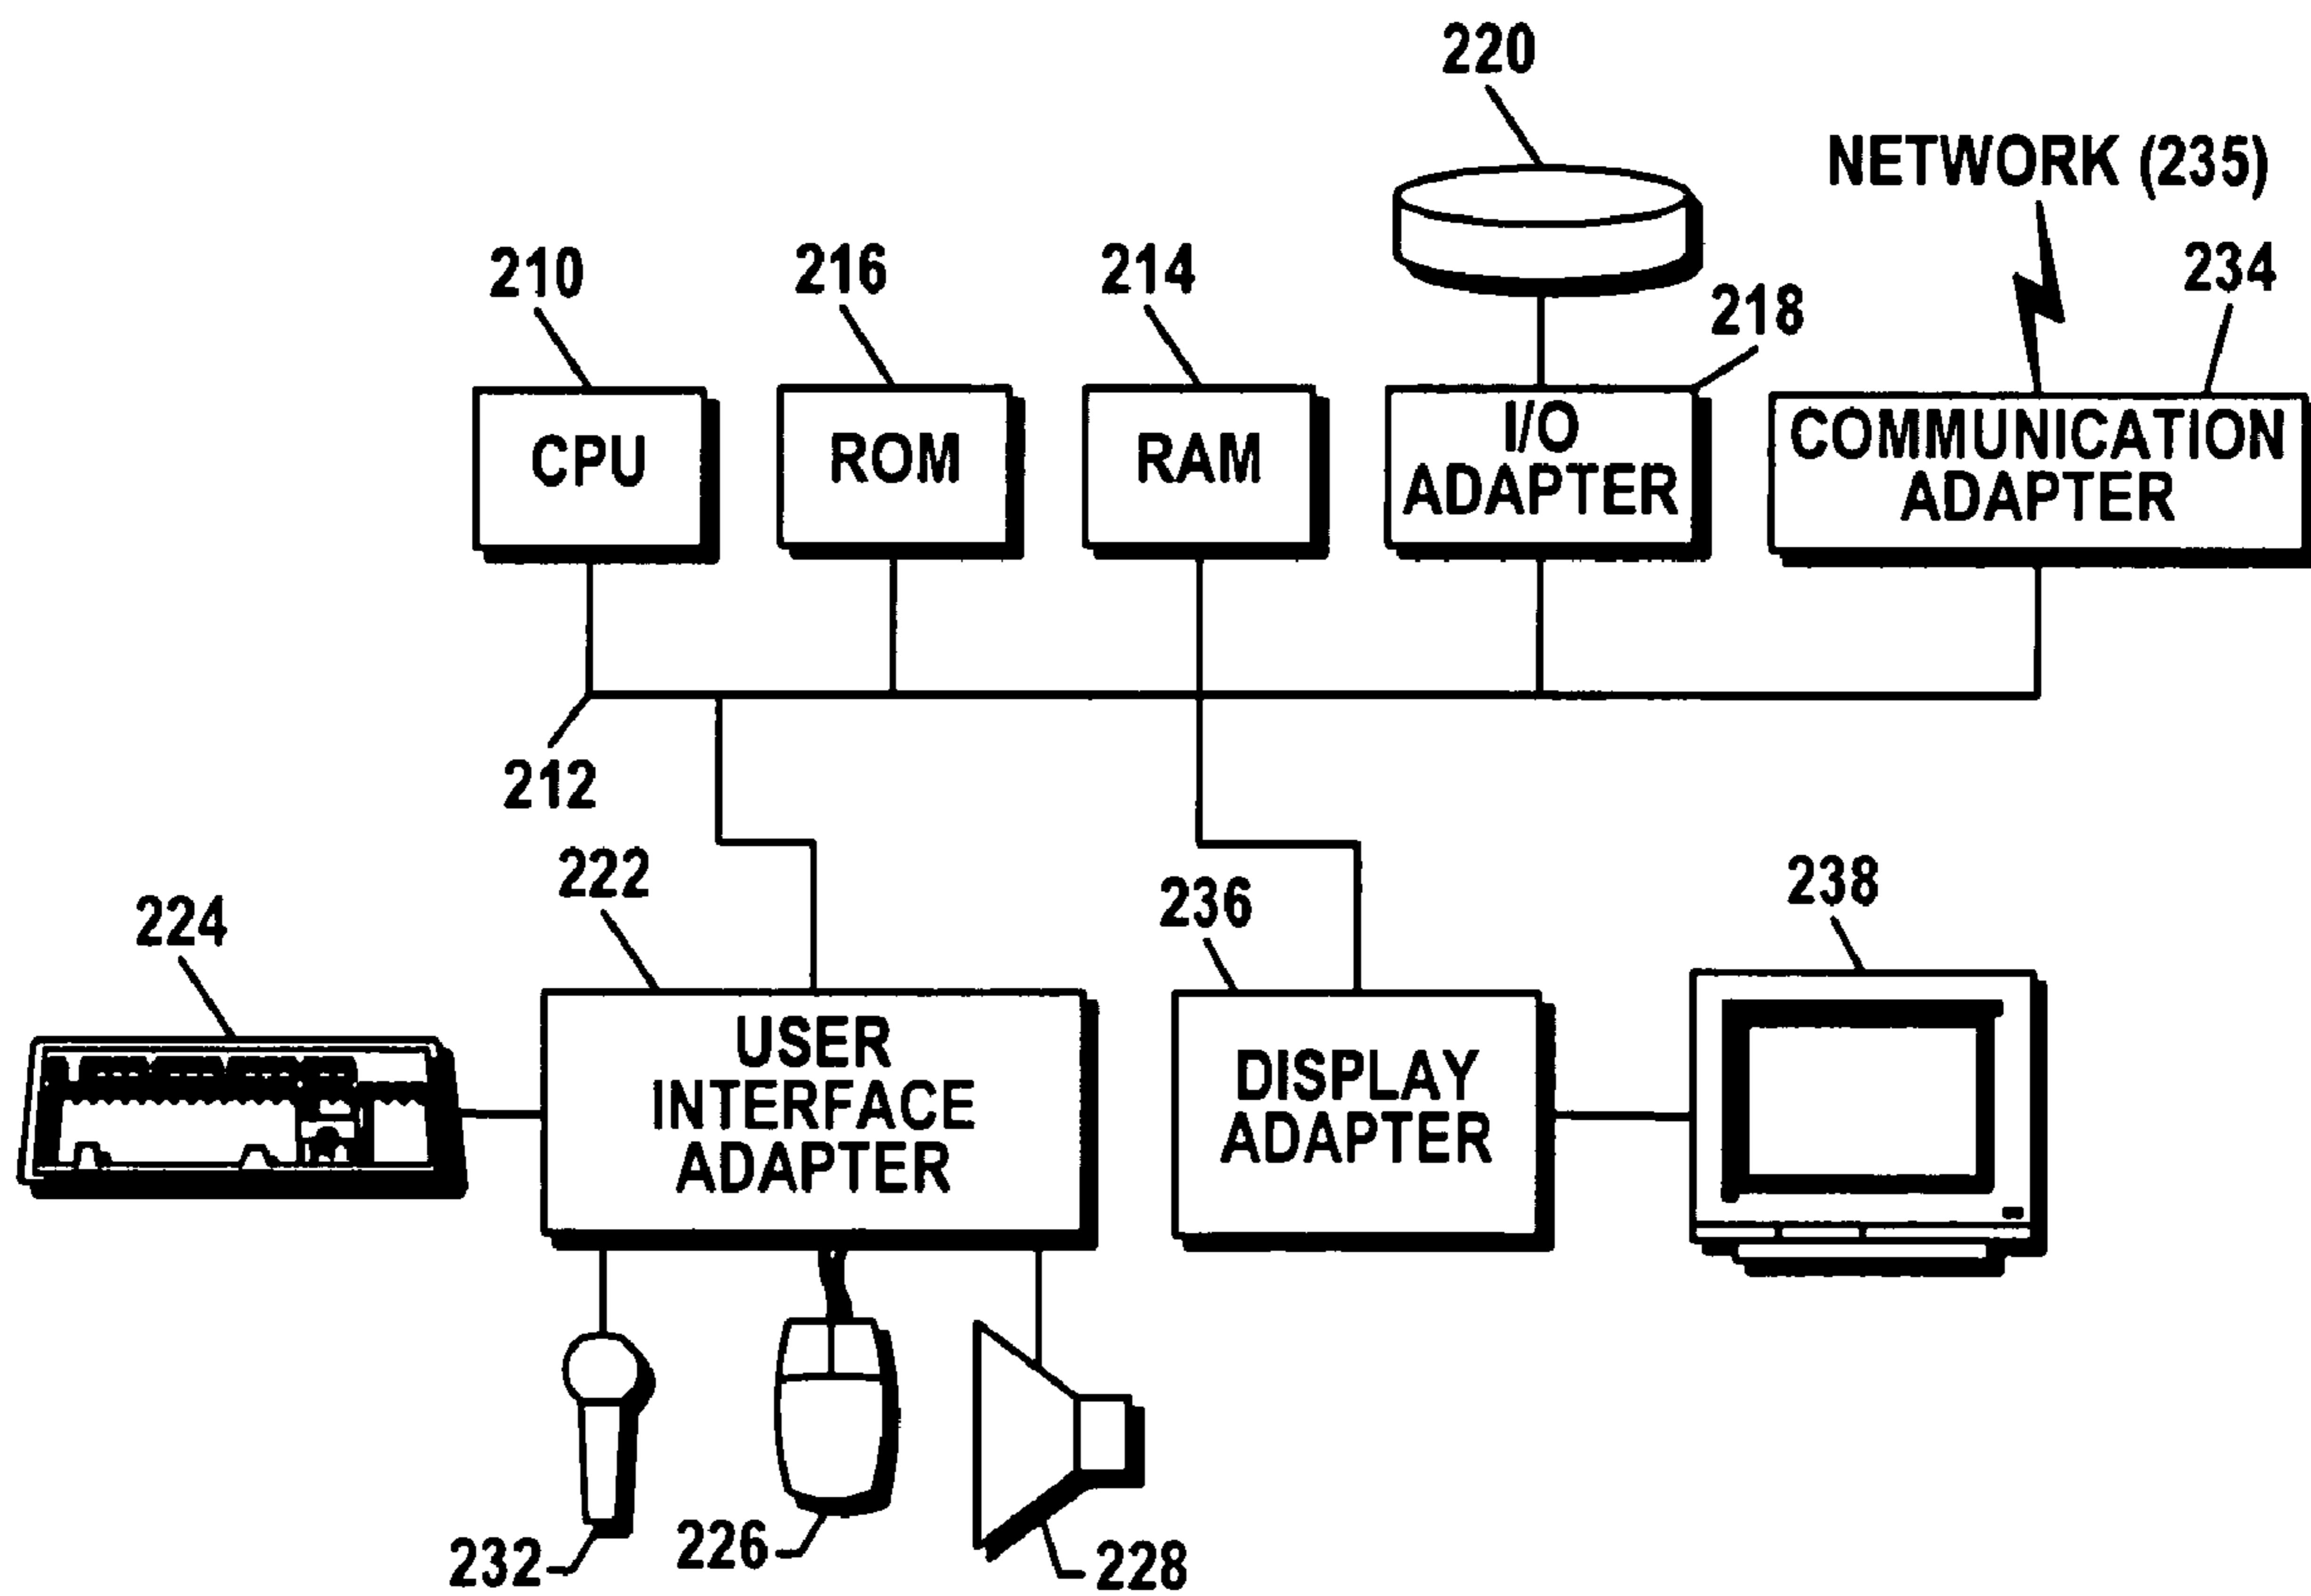 220
NETWORK (235)
210
216
214
234
218
CPU
ROM
RAM
I/O
ADAPTER
COMMUNICATION
ADAPTER
212
222
236
238
224
USER
INTERFACE
ADAPTER
DISPLAY
ADAPTER
232
226
228